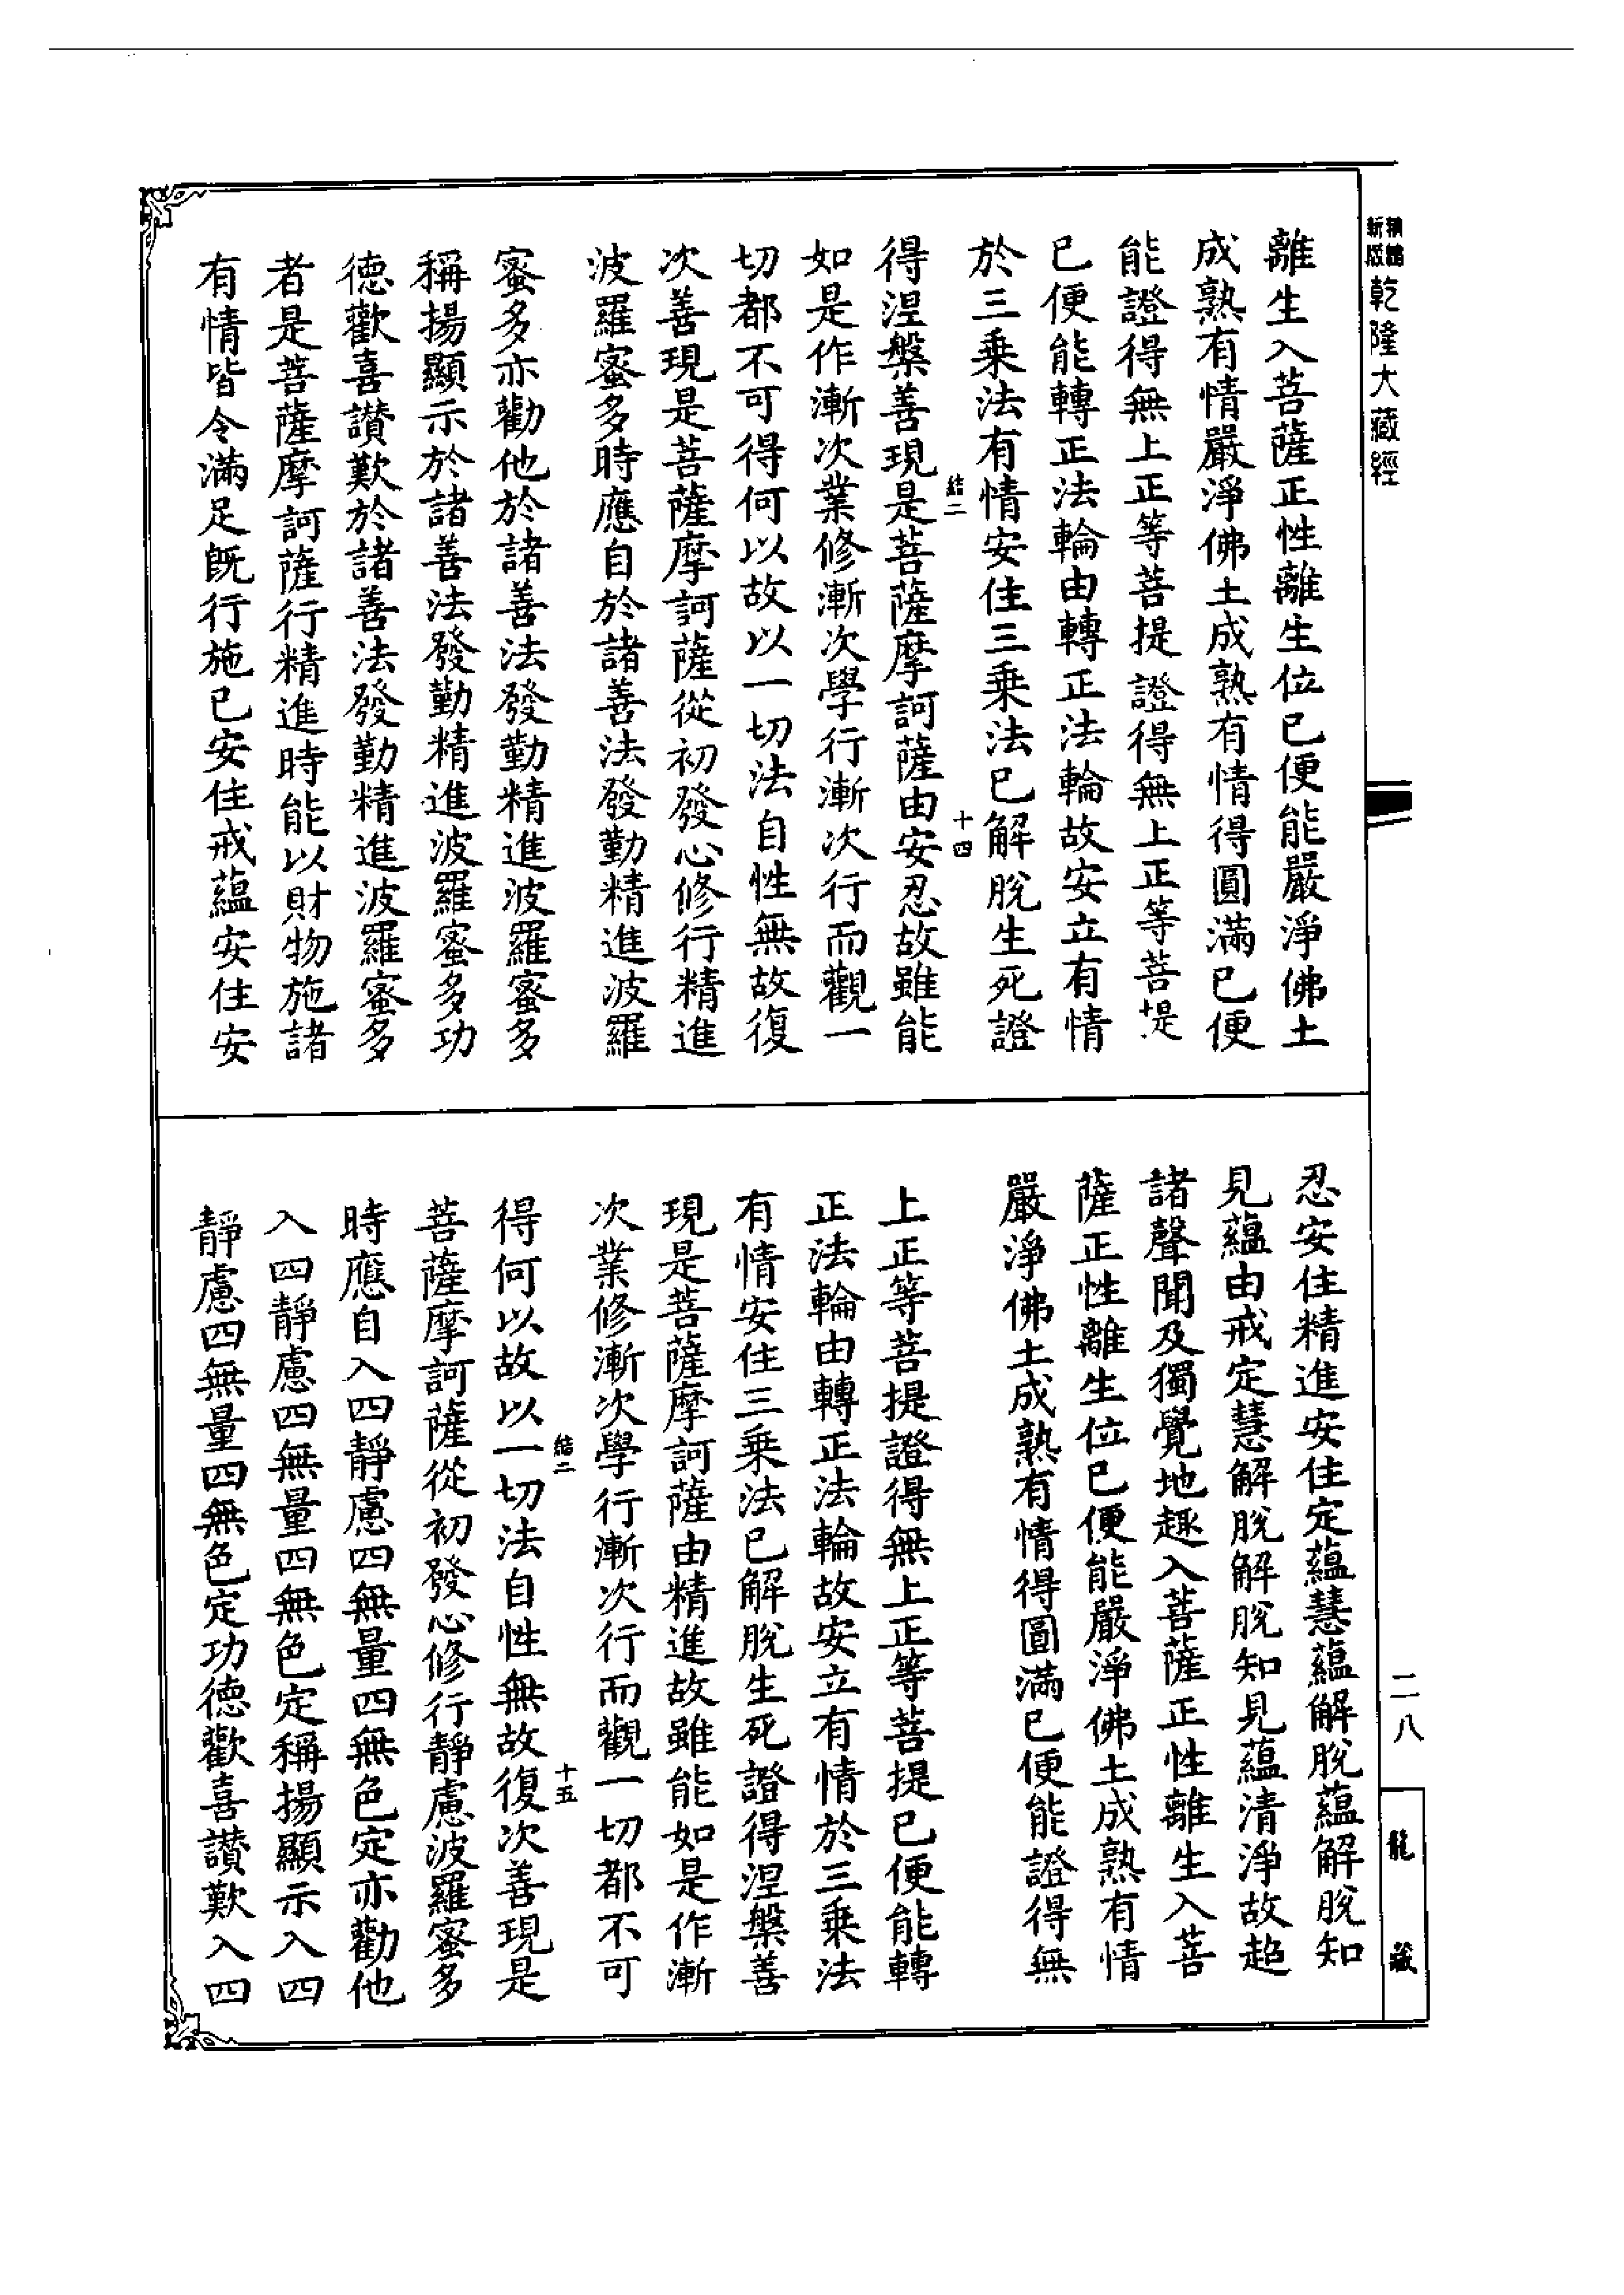 精編
新版
乾隆大藏經
離生入菩薩正性離生位已便能嚴淨佛土
成熟有情嚴淨佛土成熟有情得圓滿已便
能證得無上正等菩提證得無上正等菩提
已便能轉正法輪由轉正法輪故安立有情
於三乘法有情安住三乘法已解脫生死證
結二
十四
得涅槃善現是菩薩摩訶薩由安忍故雖能
如是作漸次業修漸次學行漸次行而觀一
切都不可得何以故以一切法自性無故復
次善現是菩薩摩訶薩從初發心修行精進
波羅蜜多時應自於諸善法發勤精進波羅
蜜多亦勸他於諸善法發勤精進波羅蜜多
稱揚顯示於諸善法發勤精進波羅蜜多功
德歡喜讚歎於諸善法發勤精進波羅蜜多
者是菩薩摩訶薩行精進時能以財物施諸
有情皆令滿足既行施已安住戒蘊安住安
忍安住精進安住定蘊慧蘊解脫蘊解脫知
見蘊由戒定慧解脫解脫知見蘊清淨故超
諸聲聞及獨覺地趣入菩薩正性離生入菩
薩正性離生位已便能嚴淨佛土成熟有情
嚴淨佛土成熟有情得圓滿已便能證得無
上正等菩提證得無上正等菩提已便能轉
正法輪由轉正法輪故安立有情於三乘法
有情安住三乘法已解脫生死證得涅槃善
現是菩薩摩訶薩由精進故雖能如是作漸
次業修漸次學行漸次行而觀一切都不可
結二
十五
得何以故以一切法自性無故復次善現是
菩薩摩訶薩從初發心修行靜慮波羅蜜多
時應自入四靜慮四無量四無色定亦勸他
入四靜慮四無量四無色定稱揚顯示入四
靜慮四無量四無色定功德歡喜讚歎入四
二八
龍藏